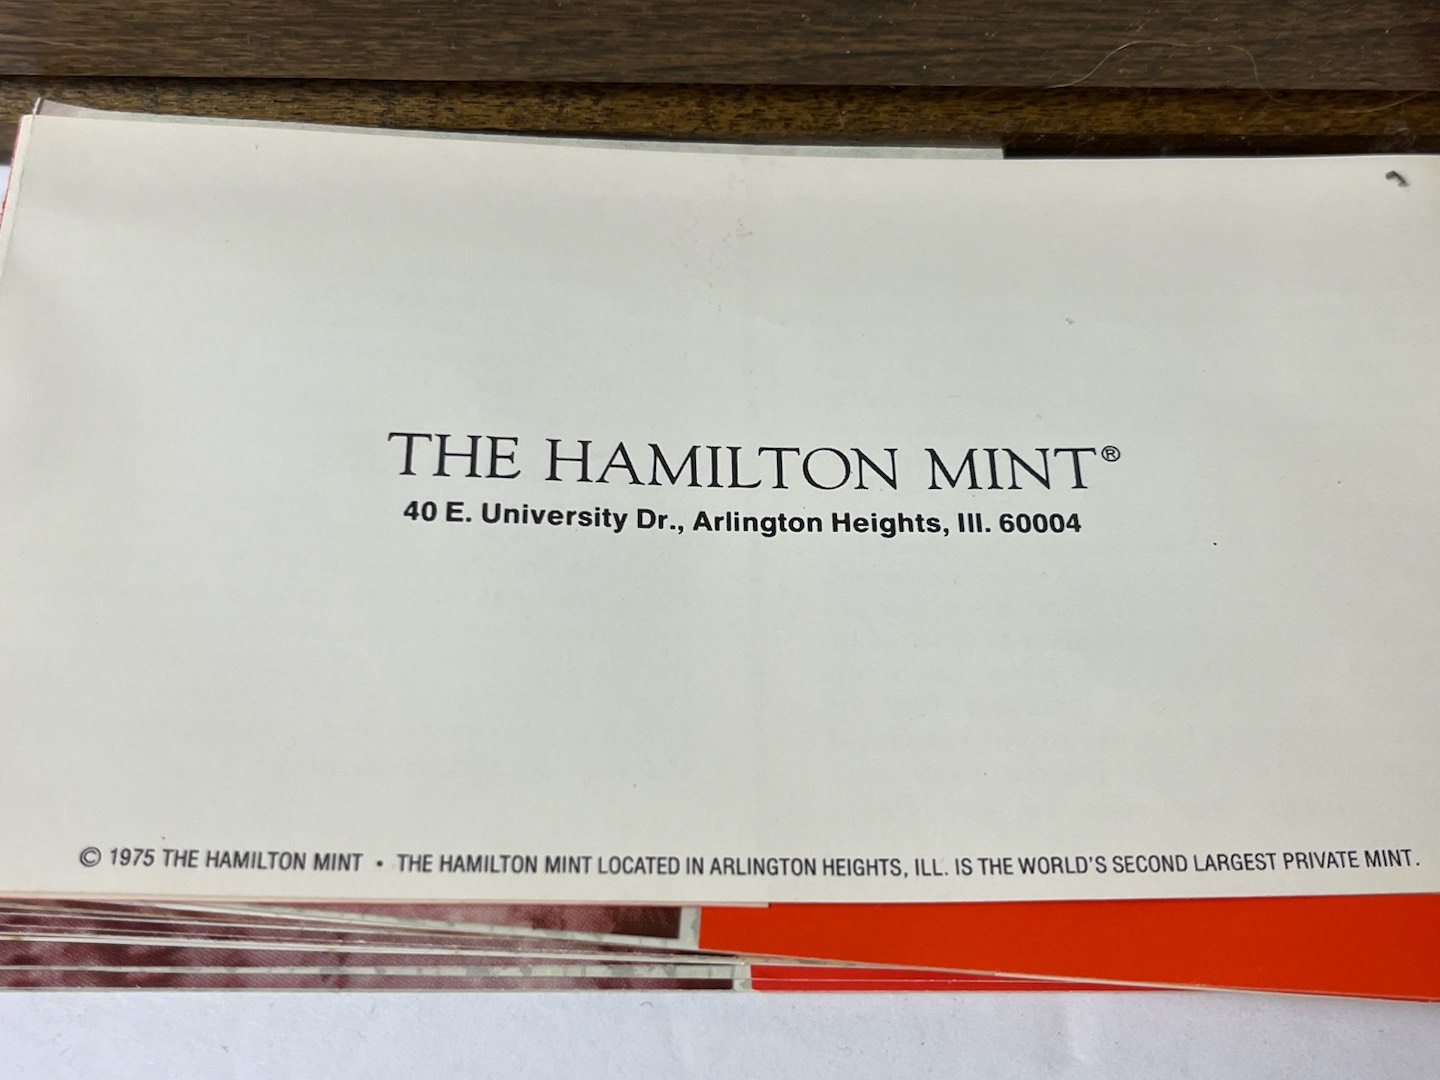 THE HAMILTON MINT®
40 E. University Dr., Arlington Heights, Ill. 60004
© 1975 THE HAMILTON MINT • THE HAMILTON MINT LOCATED IN ARLINGTON HEIGHTS, ILL. IS THE WORLD'S SECOND LARGEST PRIVATE MINT.